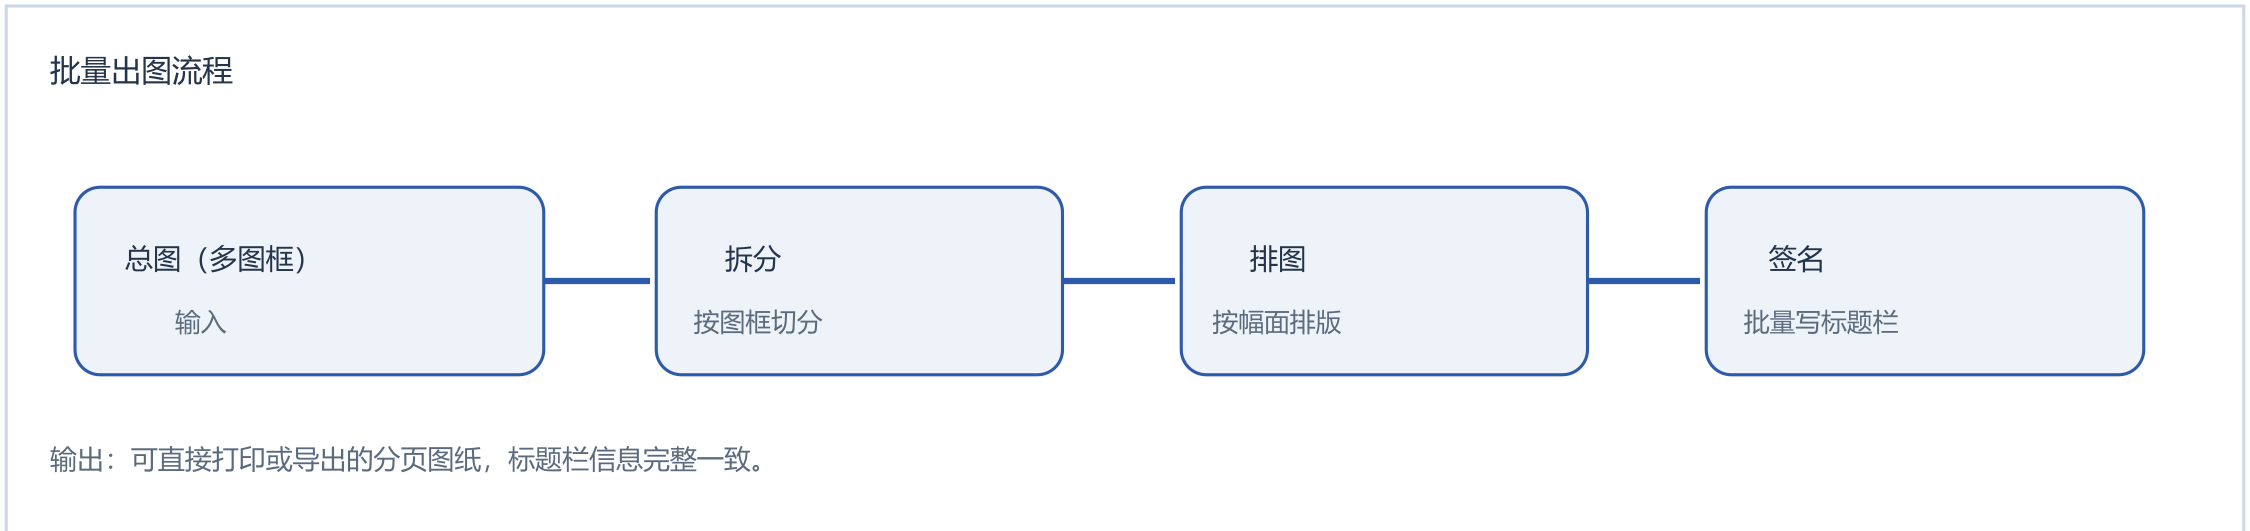 批量出图流程
总图（多图框）
输入
拆分
按图框切分
排图
按幅面排版
签名
批量写标题栏
输出：可直接打印或导出的分页图纸，标题栏信息完整一致。